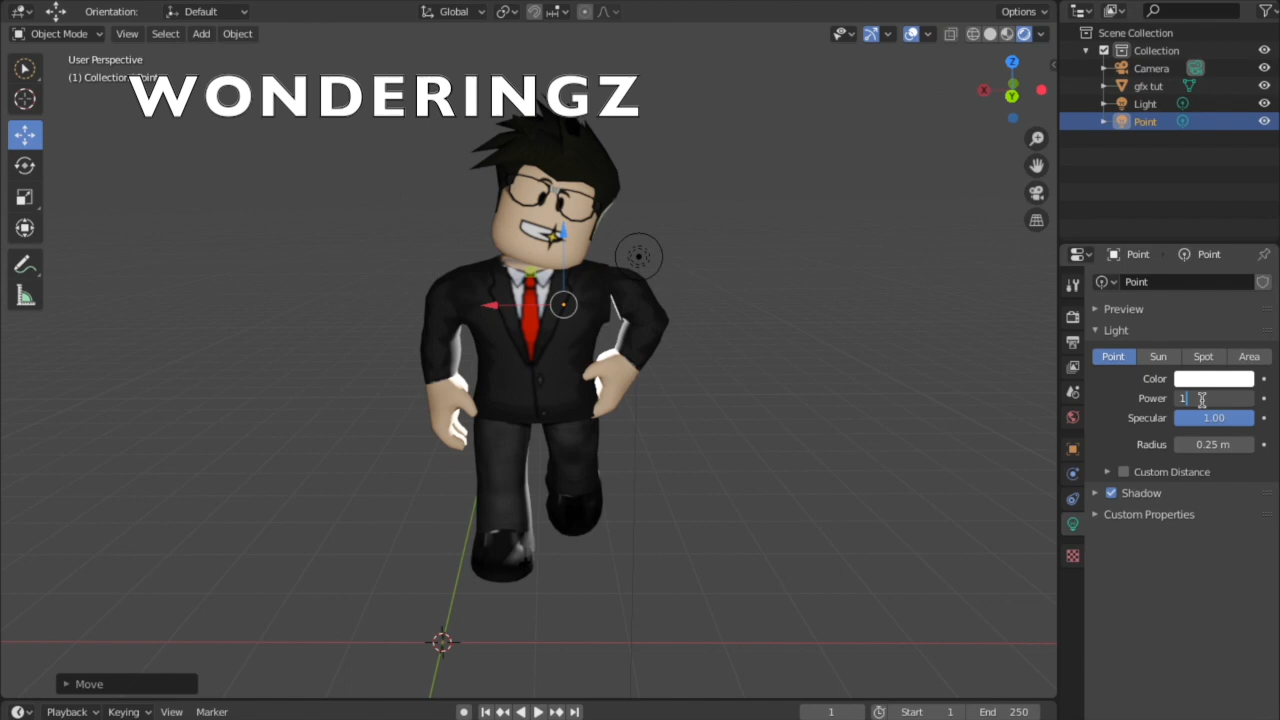 Orientation: Default Global Options
Object Mode View Select Add Object
User Perspective
(1) Collection
WONDERINGZ
Scene Collection
Collection
Camera
gfx tut
Light
Point
Point Point
Point
Preview
Light
Point Sun Spot Area
Color
Power 1
Specular 1.00
Radius 0.25 m
Custom Distance
Shadow
Custom Properties
X
Y
Z
Move
Playback Keying View Marker 1 Start 1 End 250